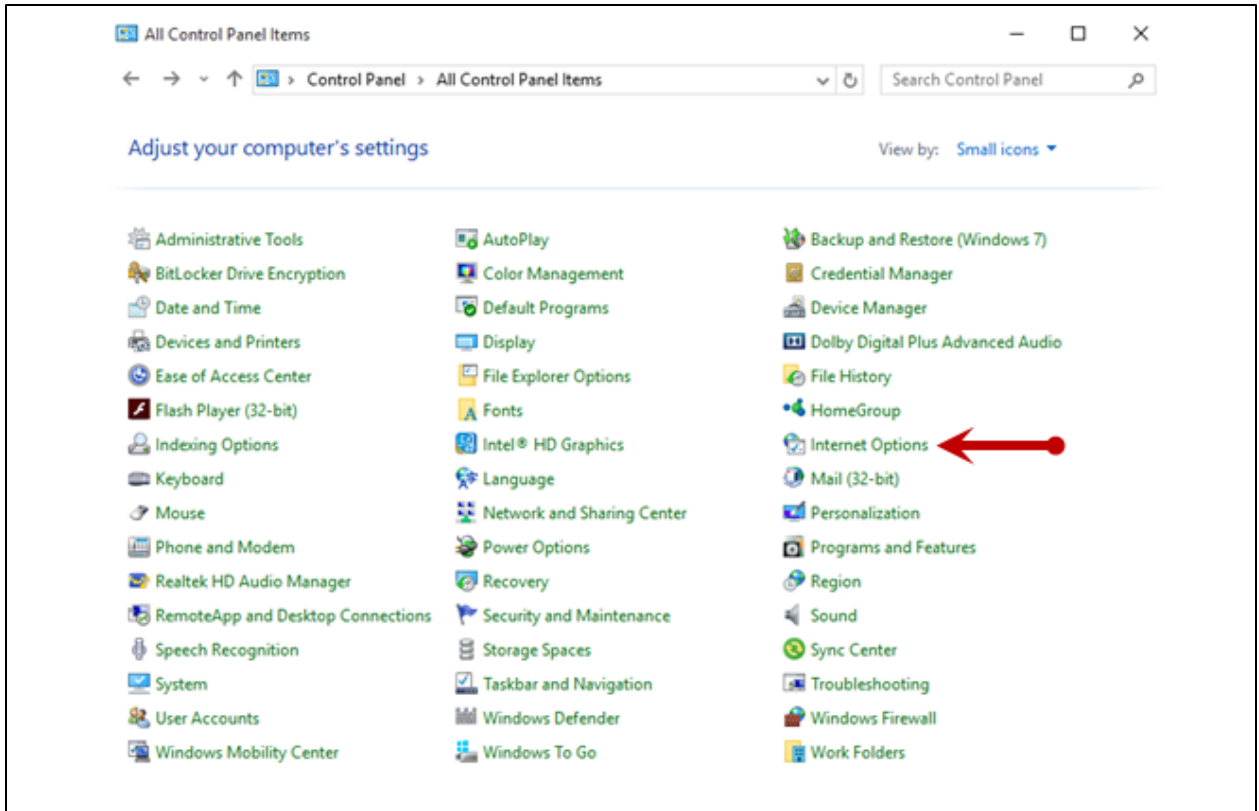 All Control Panel Items
Control Panel > All Control Panel Items Search Control Panel
Adjust your computer's settings View by: Small icons
Administrative Tools AutoPlay Backup and Restore (Windows 7)
BitLocker Drive Encryption Color Management Credential Manager
Date and Time Default Programs Device Manager
Devices and Printers Display Dolby Digital Plus Advanced Audio
Ease of Access Center File Explorer Options File History
Flash Player (32-bit) Fonts HomeGroup
Indexing Options Intel® HD Graphics Internet Options
Keyboard Language Mail (32-bit)
Mouse Network and Sharing Center Personalization
Phone and Modem Power Options Programs and Features
Realtek HD Audio Manager Recovery Region
RemoteApp and Desktop Connections Security and Maintenance Sound
Speech Recognition Storage Spaces Sync Center
System Taskbar and Navigation Troubleshooting
User Accounts Windows Defender Windows Firewall
Windows Mobility Center Windows To Go Work Folders